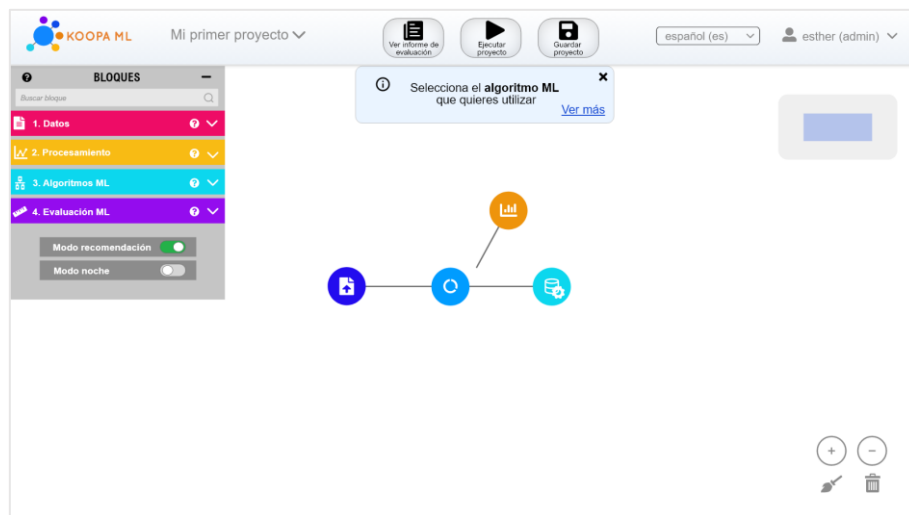 KOOPA ML
Mi primer proyecto
Ver informe de
evaluación
Ejecutar
proyecto
Guardar
proyecto
español (es)
esther (admin)
BLOQUES
Buscar bloque
1. Datos
2. Procesamiento
3. Algoritmos ML
4. Evaluación ML
Modo recomendación
Modo noche
Selecciona el algoritmo ML
que quieres utilizar
Ver más